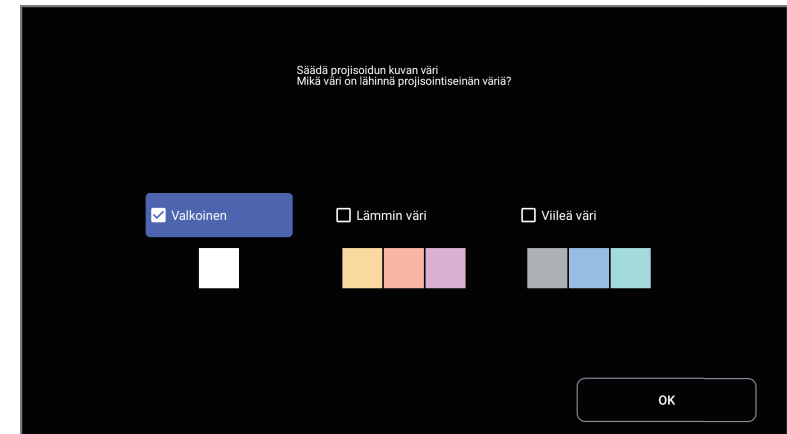 Säädä projisoidun kuvan väri
Mikä väri on lähinnä projisointiseinän väriä?
Valkoinen
Lämmin väri
Viileä väri
OK